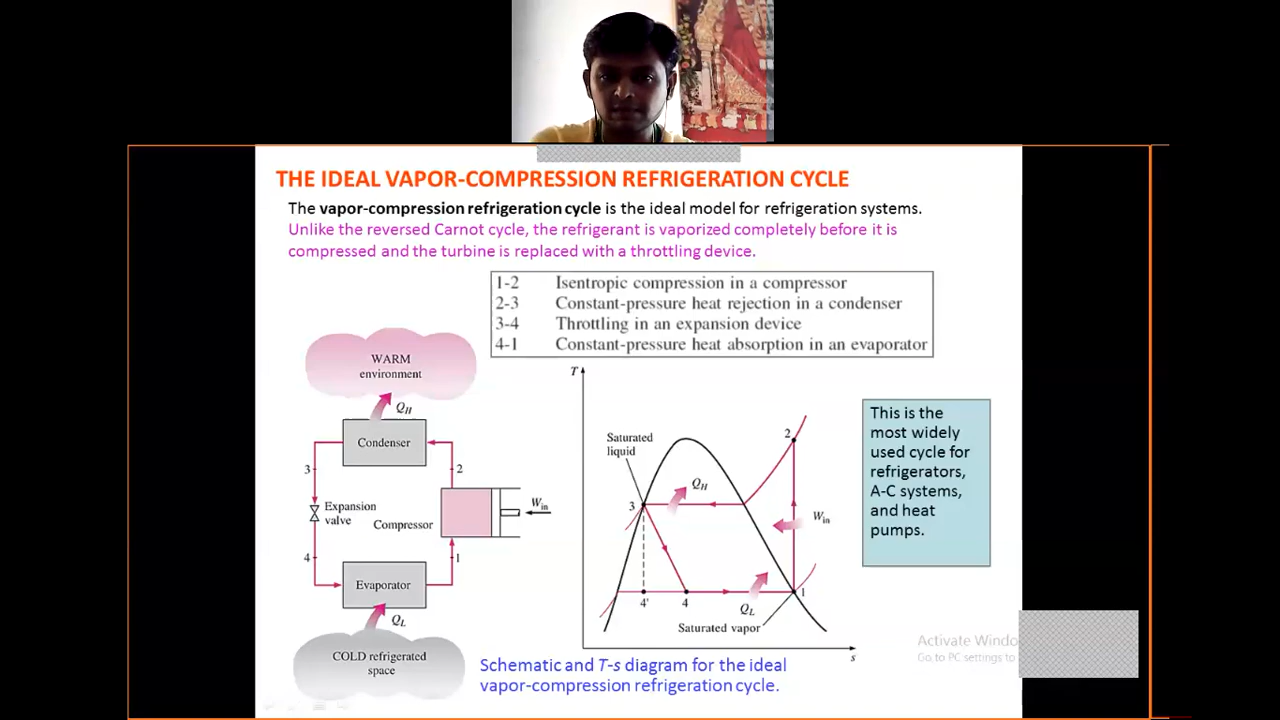 THE IDEAL VAPOR-COMPRESSION REFRIGERATION CYCLE
The vapor-compression refrigeration cycle is the ideal model for refrigeration systems.
Unlike the reversed Carnot cycle, the refrigerant is vaporized completely before it is
compressed and the turbine is replaced with a throttling device.
1-2 Isentropic compression in a compressor
2-3 Constant-pressure heat rejection in a condenser
3-4 Throttling in an expansion device
4-1 Constant-pressure heat absorption in an evaporator
WARM
environment
QH
Condenser
3
2
Expansion
valve
Compressor
Win
4
1
Evaporator
QL
COLD refrigerated
space
T
Saturated
liquid
2
QH
3
Win
4'
4
QL
1
Saturated vapor
s
This is the
most widely
used cycle for
refrigerators,
A-C systems,
and heat
pumps.
Schematic and T-s diagram for the ideal
vapor-compression refrigeration cycle.
Activate Windo
Go to PC settings to